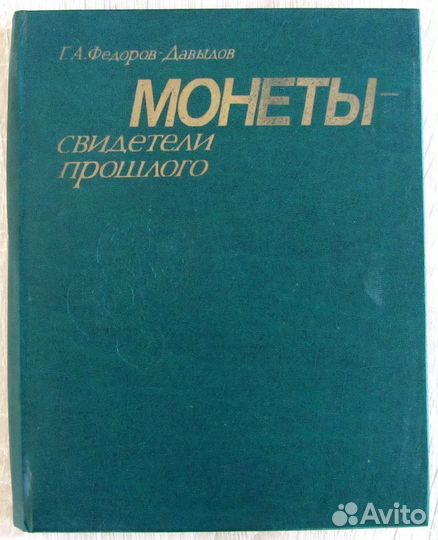 Г.А.Федоров-Давыдов
МОНЕТЫ-
свидетели
прошлого
Avito